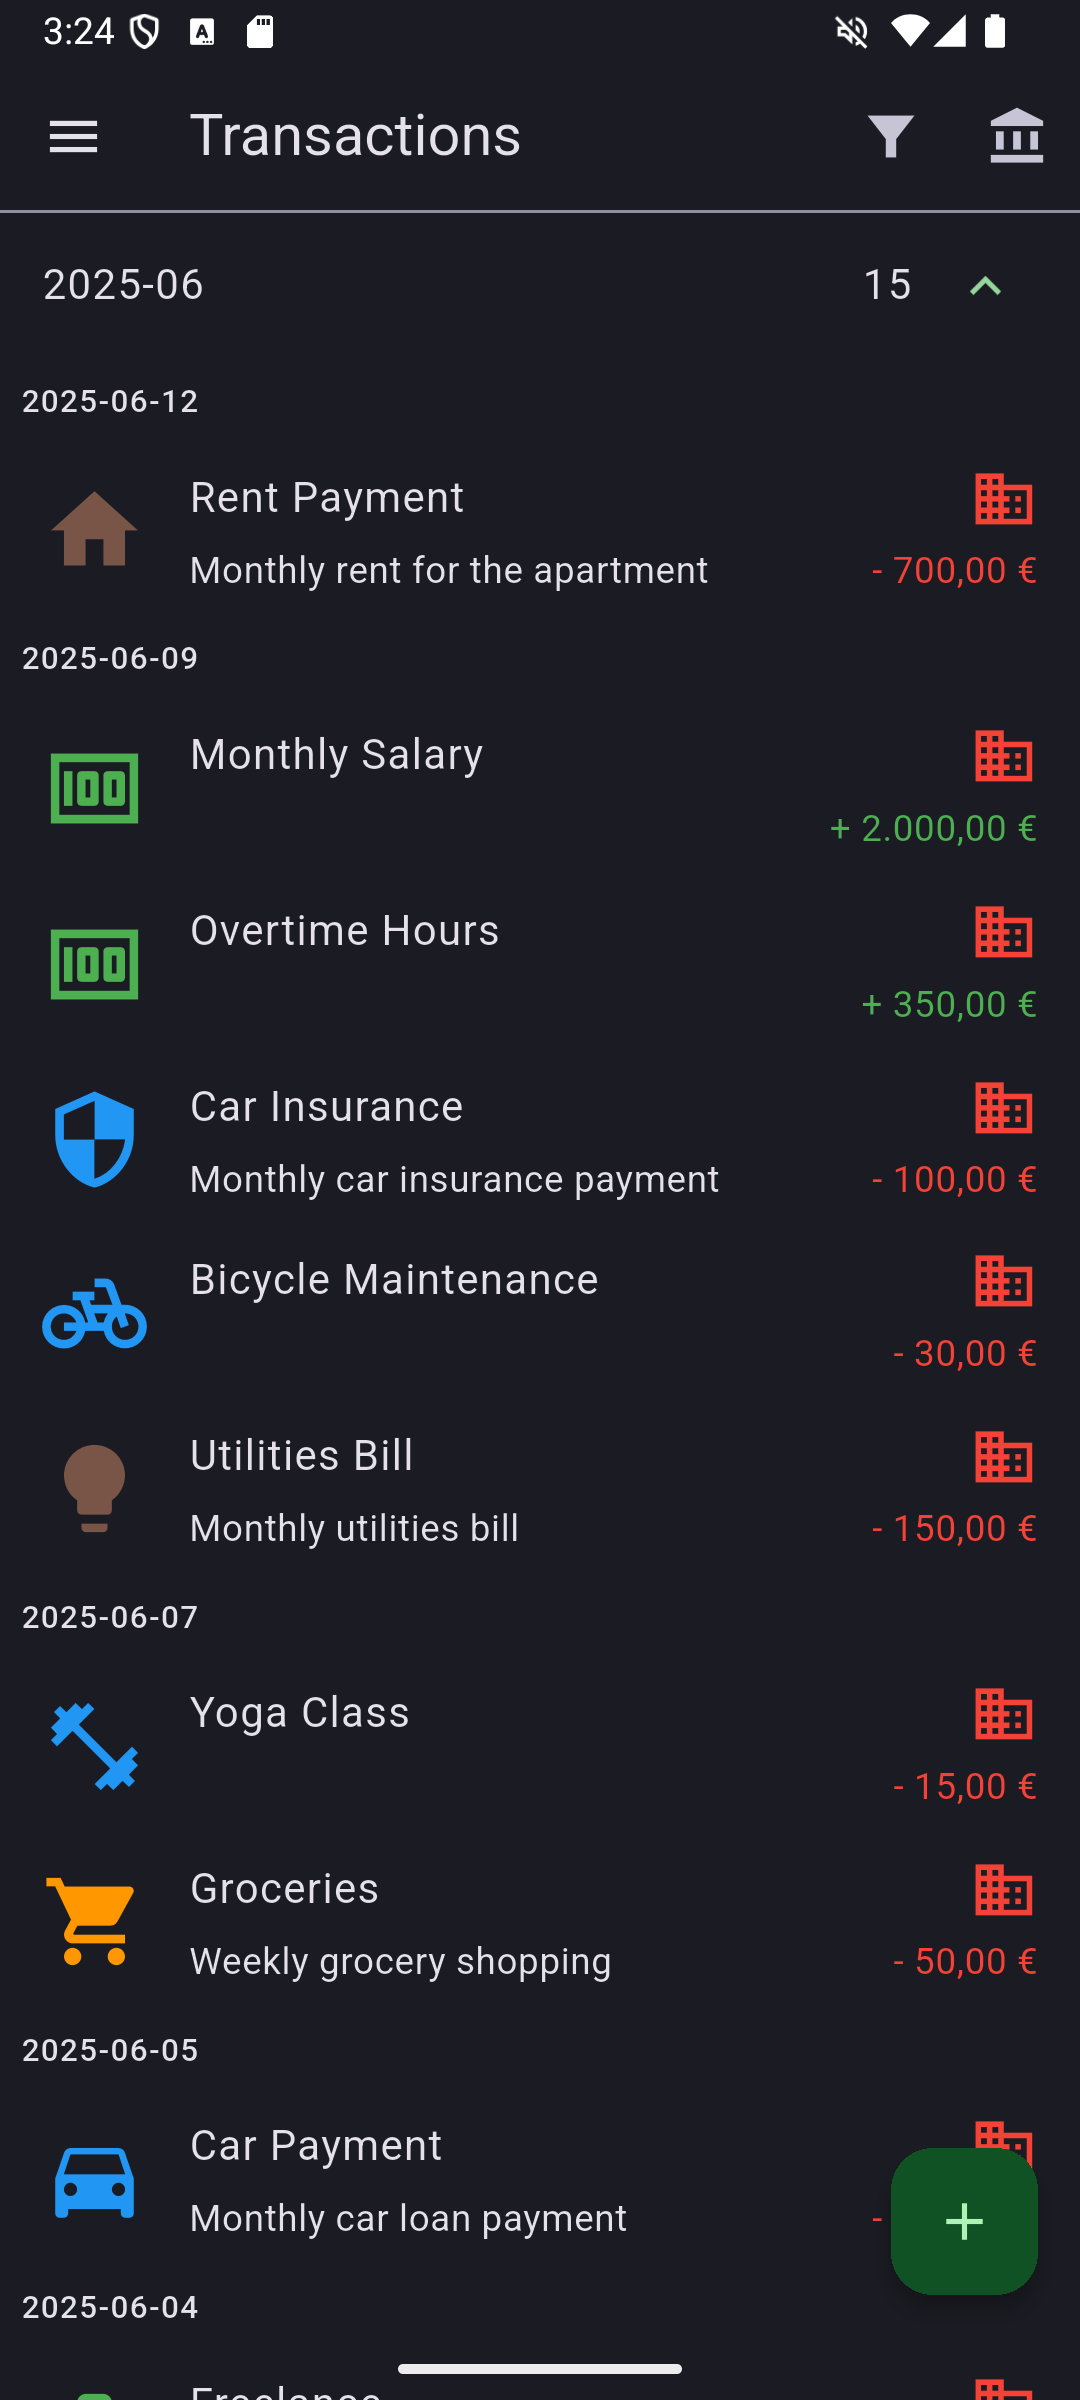 3:24
Transactions
2025-06 15
2025-06-12
Rent Payment
Monthly rent for the apartment - 700,00 €
2025-06-09
Monthly Salary
+ 2.000,00 €
Overtime Hours
+ 350,00 €
Car Insurance
Monthly car insurance payment - 100,00 €
Bicycle Maintenance
- 30,00 €
Utilities Bill
Monthly utilities bill - 150,00 €
2025-06-07
Yoga Class
- 15,00 €
Groceries
Weekly grocery shopping - 50,00 €
2025-06-05
Car Payment
Monthly car loan payment -
2025-06-04
Freelance